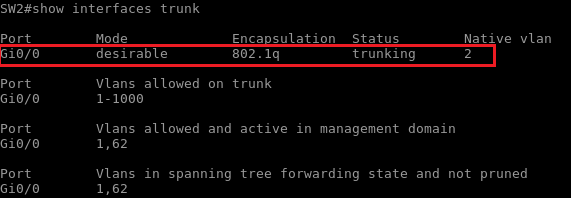 SW2#show interfaces trunk
Port Mode Encapsulation Status Native vlan
Gi0/0 desirable 802.1q trunking 2
Port Vlans allowed on trunk
Gi0/0 1-1000
Port Vlans allowed and active in management domain
Gi0/0 1,62
Port Vlans in spanning tree forwarding state and not pruned
Gi0/0 1,62